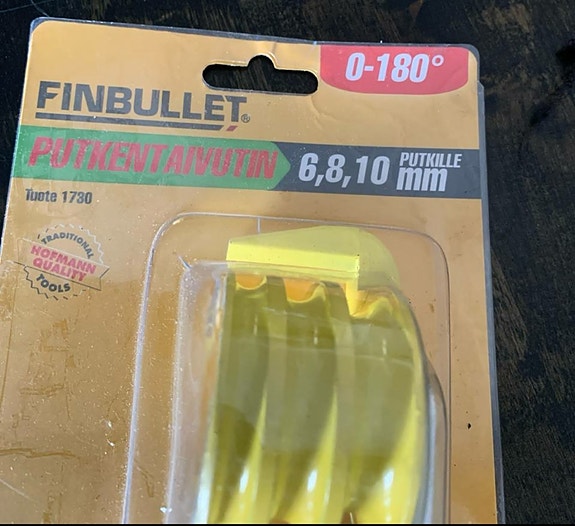 0-180°
FINBULLET®
PUTKENTAIVUTIN 6,8,10 PUTKILLE mm
Tuote 1730
TRADITIONAL
HOFMANN
QUALITY
TOOLS